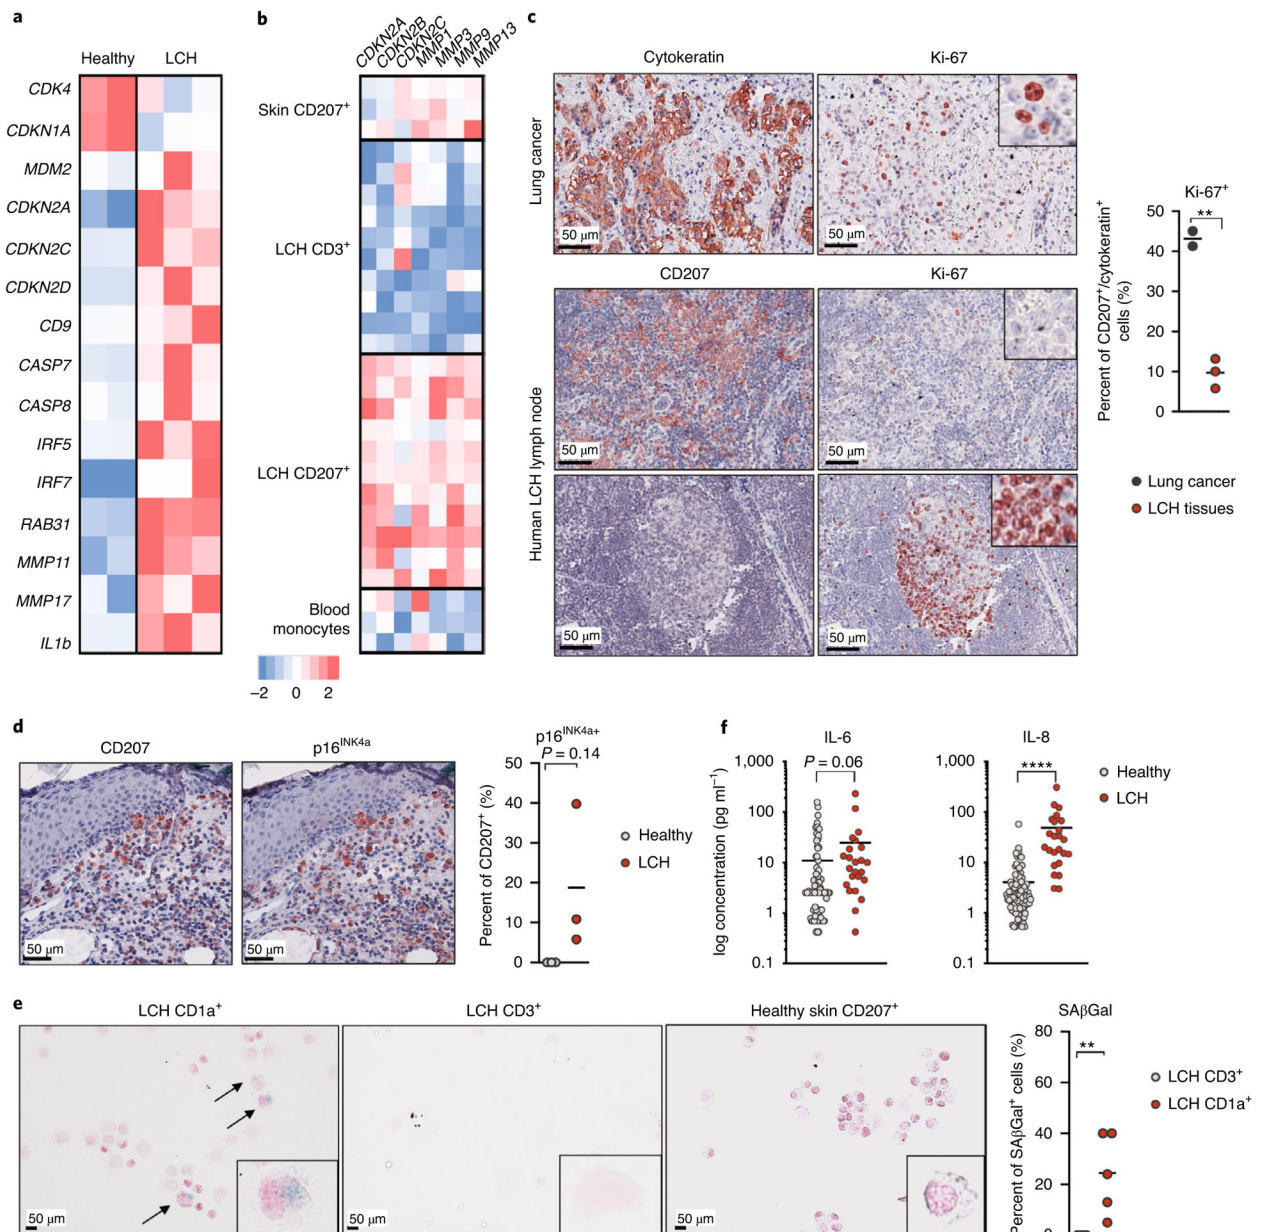 a
Healthy LCH
CDK4
CDKN1A
MDM2
CDKN2A
CDKN2C
CDKN2D
CD9
CASP7
CASP8
IRF5
IRF7
RAB31
MMP11
MMP17
IL1b
b
CDKN2A
CDKN2B
CDKN2C
MMP1
MMP3
MMP9
MMP13
Skin CD207⁺
LCH CD3⁺
LCH CD207⁺
Blood
monocytes
–2 0 2
c
Cytokeratin Ki-67
Lung cancer
50 μm 50 μm
CD207 Ki-67
Human LCH lymph node
50 μm 50 μm
50 μm 50 μm
Ki-67⁺
**
Percent of CD207⁺/cytokeratin⁺
cells (%)
50
40
30
20
10
0
Lung cancer
LCH tissues
d
CD207 p16ᴵᴺᴷ⁴ᵃ
50 μm 50 μm
p16ᴵᴺᴷ⁴ᵃ⁺
P = 0.14
Percent of CD207⁺ (%)
50
40
30
20
10
0
Healthy
LCH
f
IL-6 IL-8
P = 0.06 ****
log concentration (pg ml⁻¹)
1,000 1,000
100 100
10 10
1 1
0.1 0.1
Healthy
LCH
e
LCH CD1a⁺ LCH CD3⁺ Healthy skin CD207⁺
50 μm 50 μm 50 μm
SAβGal
**
Percent of SAβGal⁺ cells (%)
80
60
40
20
LCH CD3⁺
LCH CD1a⁺